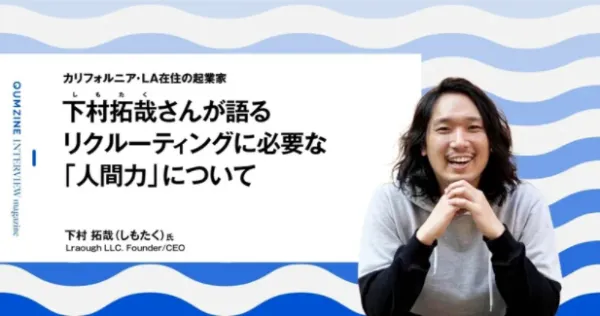 QUMZINE INTERVIEW magazine
カリフォルニア・LA在住の起業家
しもたく
下村拓哉さんが語る
リクルーティングに必要な
「人間力」について
下村 拓哉（しもたく）氏
Lraough LLC. Founder/CEO